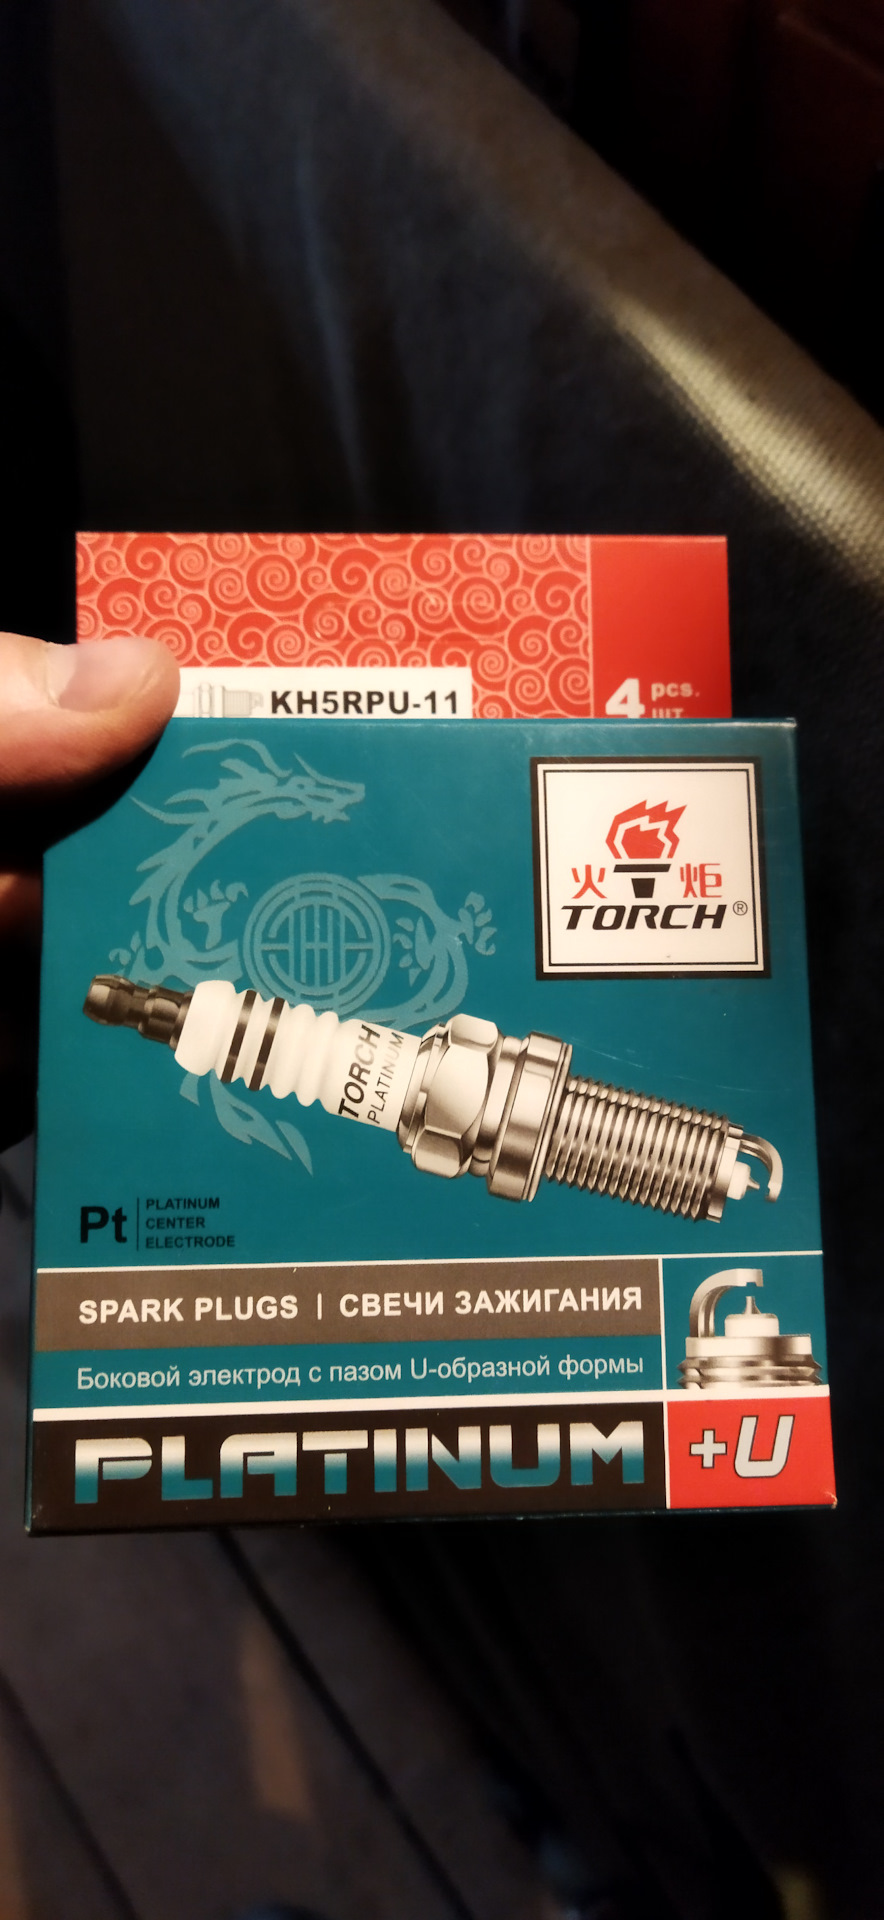 KH5RPU-11
4 pcs.
шт.
火 炬
TORCH®
TORCH
PLATINUM
Pt
PLATINUM
CENTER
ELECTRODE
SPARK PLUGS | СВЕЧИ ЗАЖИГАНИЯ
Боковой электрод с пазом U-образной формы
PLATINUM
+U